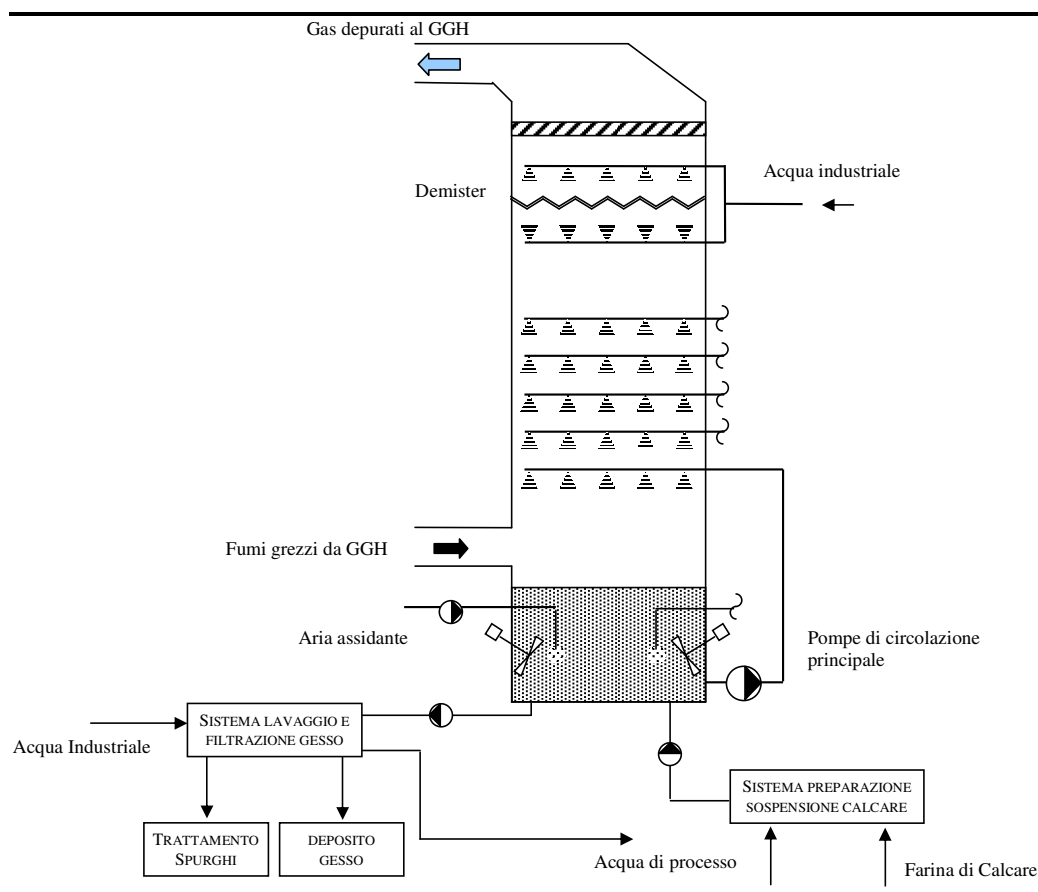 Gas depurati al GGH
Demister
Acqua industriale
Fumi grezzi da GGH
Aria assidante
Pompe di circolazione
principale
SISTEMA LAVAGGIO E
FILTRAZIONE GESSO
Acqua Industriale
SISTEMA PREPARAZIONE
SOSPENSIONE CALCARE
TRATTAMENTO
SPURGHI
DEPOSITO
GESSO
Acqua di processo
Farina di Calcare